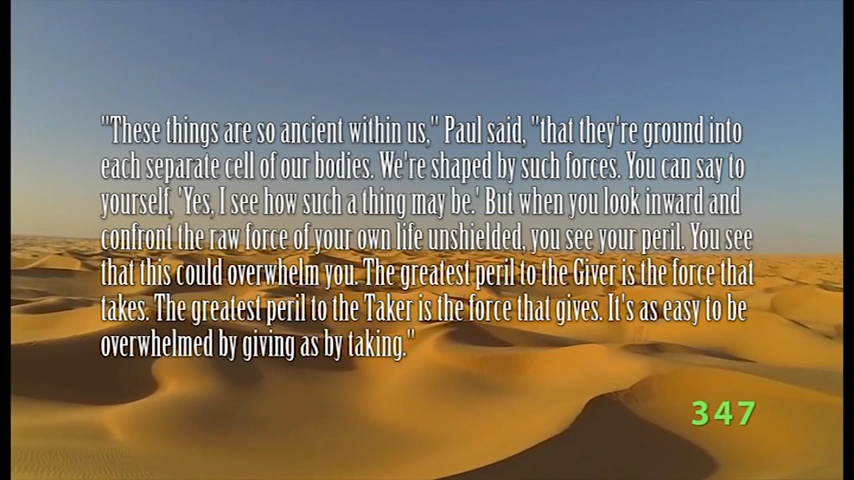 "These things are so ancient within us," Paul said, "that they're ground into
each separate cell of our bodies. We're shaped by such forces. You can say to
yourself, 'Yes, I see how such a thing may be.' But when you look inward and
confront the raw force of your own life unshielded, you see your peril. You see
that this could overwhelm you. The greatest peril to the Giver is the force that
takes. The greatest peril to the Taker is the force that gives. It's as easy to be
overwhelmed by giving as by taking."
347